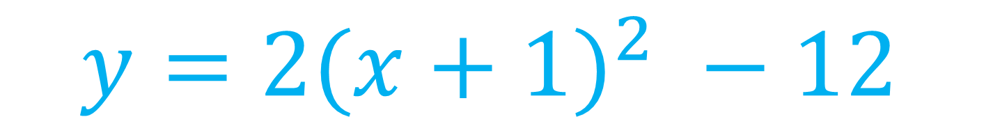 y = 2(x + 1)² − 12